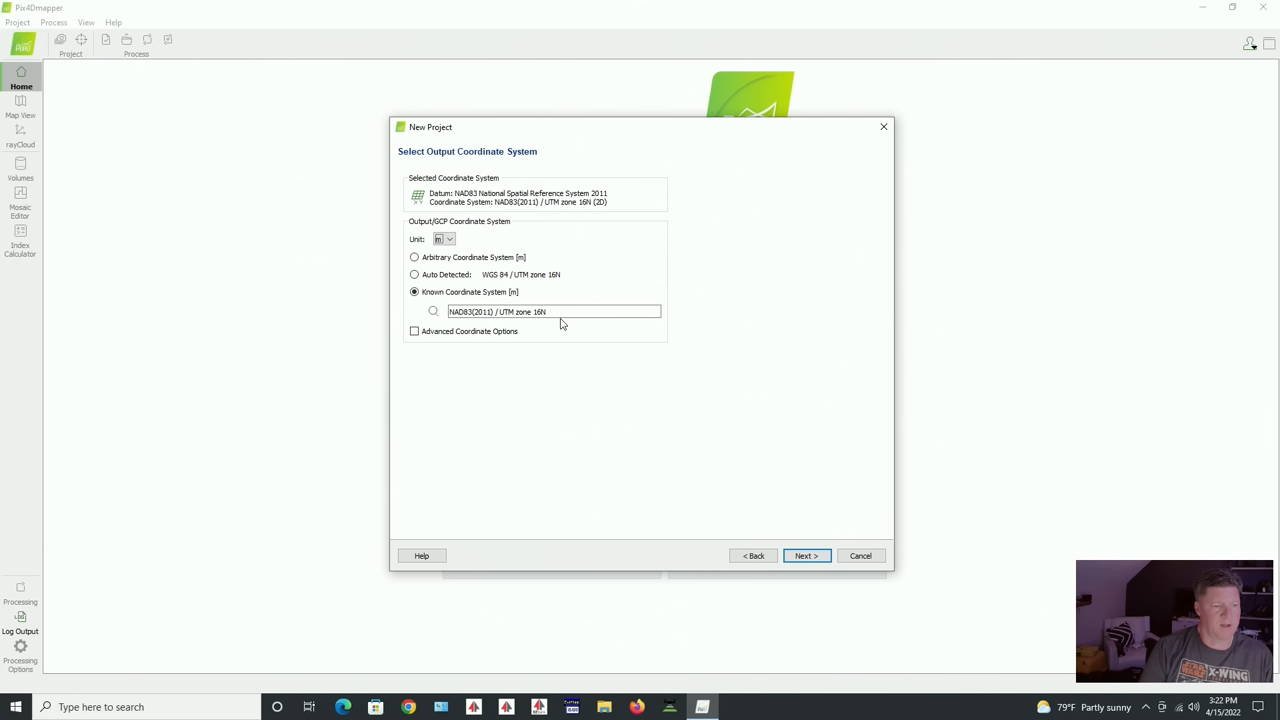 Pix4Dmapper
Project Process View Help
Project
Process
Home
Map View
rayCloud
Volumes
Mosaic
Editor
Index
Calculator
Processing
Log Output
Processing
Options
New Project
Select Output Coordinate System
Selected Coordinate System
Datum: NAD83 National Spatial Reference System 2011
Coordinate System: NAD83(2011) / UTM zone 16N (2D)
Output/GCP Coordinate System
Unit: [m]
Arbitrary Coordinate System [m]
Auto Detected: WGS 84 / UTM zone 16N
Known Coordinate System [m]
NAD83(2011) / UTM zone 16N
Advanced Coordinate Options
Help
< Back
Next >
Cancel
X-WING
Type here to search
79°F Partly sunny
3:22 PM
4/15/2022